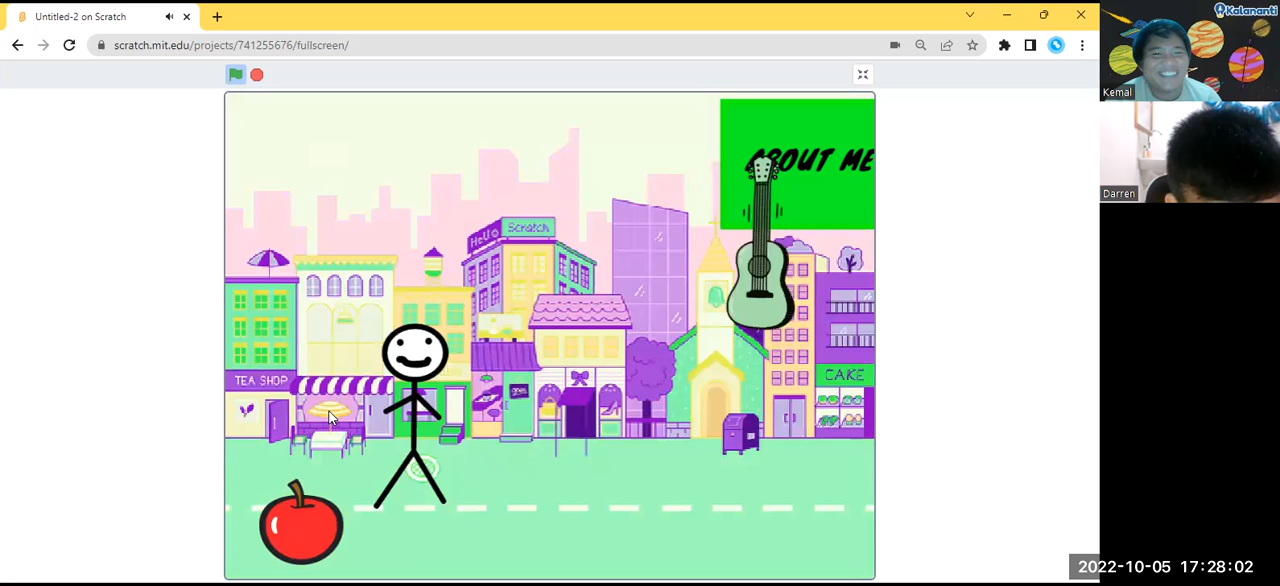 Untitled-2 on Scratch
scratch.mit.edu/projects/741255676/fullscreen/
Kalananti
Kemal
Darren
ABOUT ME
Hello Scratch
TEA SHOP
CAKE
2022-10-05 17:28:02